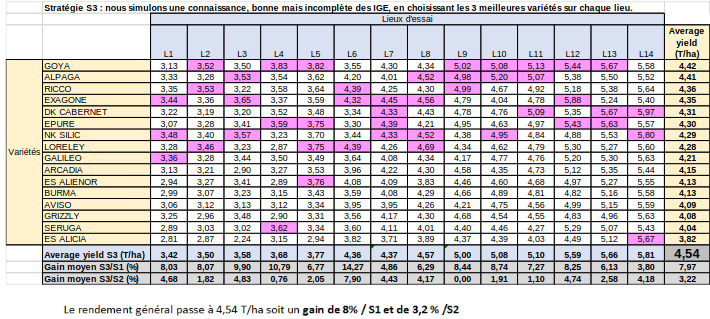 Stratégie S3 : nous simulons une connaissance, bonne mais incomplète des IGE, en choisissant les 3 meilleures variétés sur chaque lieu.
Lieux d'essai
L1 L2 L3 L4 L5 L6 L7 L8 L9 L10 L11 L12 L13 L14 Average yield (T/ha)
Variétés
GOYA 3,13 3,52 3,50 3,83 3,82 3,55 4,30 4,34 5,02 5,08 5,13 5,44 5,67 5,58 4,42
ALPAGA 3,33 3,28 3,53 3,54 3,62 4,20 4,01 4,52 4,98 5,20 5,07 5,38 5,50 5,52 4,41
RICCO 3,35 3,53 3,22 3,58 3,64 4,39 4,25 4,30 4,99 4,67 4,92 5,18 5,38 5,64 4,36
EXAGONE 3,44 3,36 3,65 3,37 3,59 4,32 4,45 4,56 4,79 4,04 4,78 5,88 5,24 5,40 4,35
DK CABERNET 3,22 3,19 3,20 3,52 3,48 3,34 4,33 4,43 4,78 4,76 5,09 5,35 5,67 5,97 4,31
EPURE 3,07 3,28 3,41 3,59 3,75 3,30 4,39 4,21 4,95 4,63 4,97 5,43 5,63 5,57 4,30
NK SILIC 3,48 3,40 3,57 3,23 3,70 3,44 4,33 4,52 4,38 4,95 4,84 4,88 5,53 5,80 4,29
LORELEY 3,28 3,46 3,23 2,87 3,75 4,39 4,26 4,69 4,34 4,62 4,79 5,30 5,27 5,60 4,28
GALILEO 3,36 3,28 3,44 3,50 3,49 3,64 4,08 4,34 4,17 4,77 4,76 5,20 5,30 5,63 4,21
ARCADIA 3,13 3,21 2,90 3,27 3,53 3,96 4,22 4,30 4,58 4,35 4,73 5,12 5,35 5,44 4,15
ES ALIENOR 2,94 3,27 3,41 2,89 3,76 4,08 4,09 3,83 4,46 4,60 4,68 4,97 5,27 5,55 4,13
BURMA 2,99 3,07 3,23 3,15 3,43 3,59 4,08 4,29 4,66 4,89 4,81 4,82 5,16 5,58 4,13
AVISO 3,06 3,12 3,13 3,12 3,34 3,95 3,95 4,26 4,21 4,75 4,56 4,99 5,15 5,59 4,09
GRIZZLY 3,25 2,96 3,48 2,90 3,31 3,56 4,17 4,30 4,68 4,54 4,55 4,83 4,96 5,63 4,08
SERUGA 2,89 3,03 3,02 3,62 3,34 3,60 4,11 4,01 4,40 4,46 4,27 5,29 5,07 5,43 4,04
ES ALICIA 2,81 2,87 2,24 3,15 2,94 3,82 3,71 3,89 4,37 4,39 4,03 4,49 5,12 5,67 3,82
Average yield S3 (T/ha) 3,42 3,50 3,58 3,68 3,77 4,36 4,37 4,57 5,00 5,08 5,10 5,59 5,66 5,81 4,54
Gain moyen S3/S1 (%) 8,03 8,07 9,90 10,79 6,77 14,27 4,86 6,29 8,44 8,74 7,27 8,25 6,13 3,80 7,97
Gain moyen S3/S2 (%) 4,68 1,82 4,83 0,76 2,05 7,90 4,43 4,17 0,00 1,91 1,10 4,74 2,58 4,18 3,22
Le rendement général passe à 4,54 T/ha soit un gain de 8% / S1 et de 3,2 % /S2